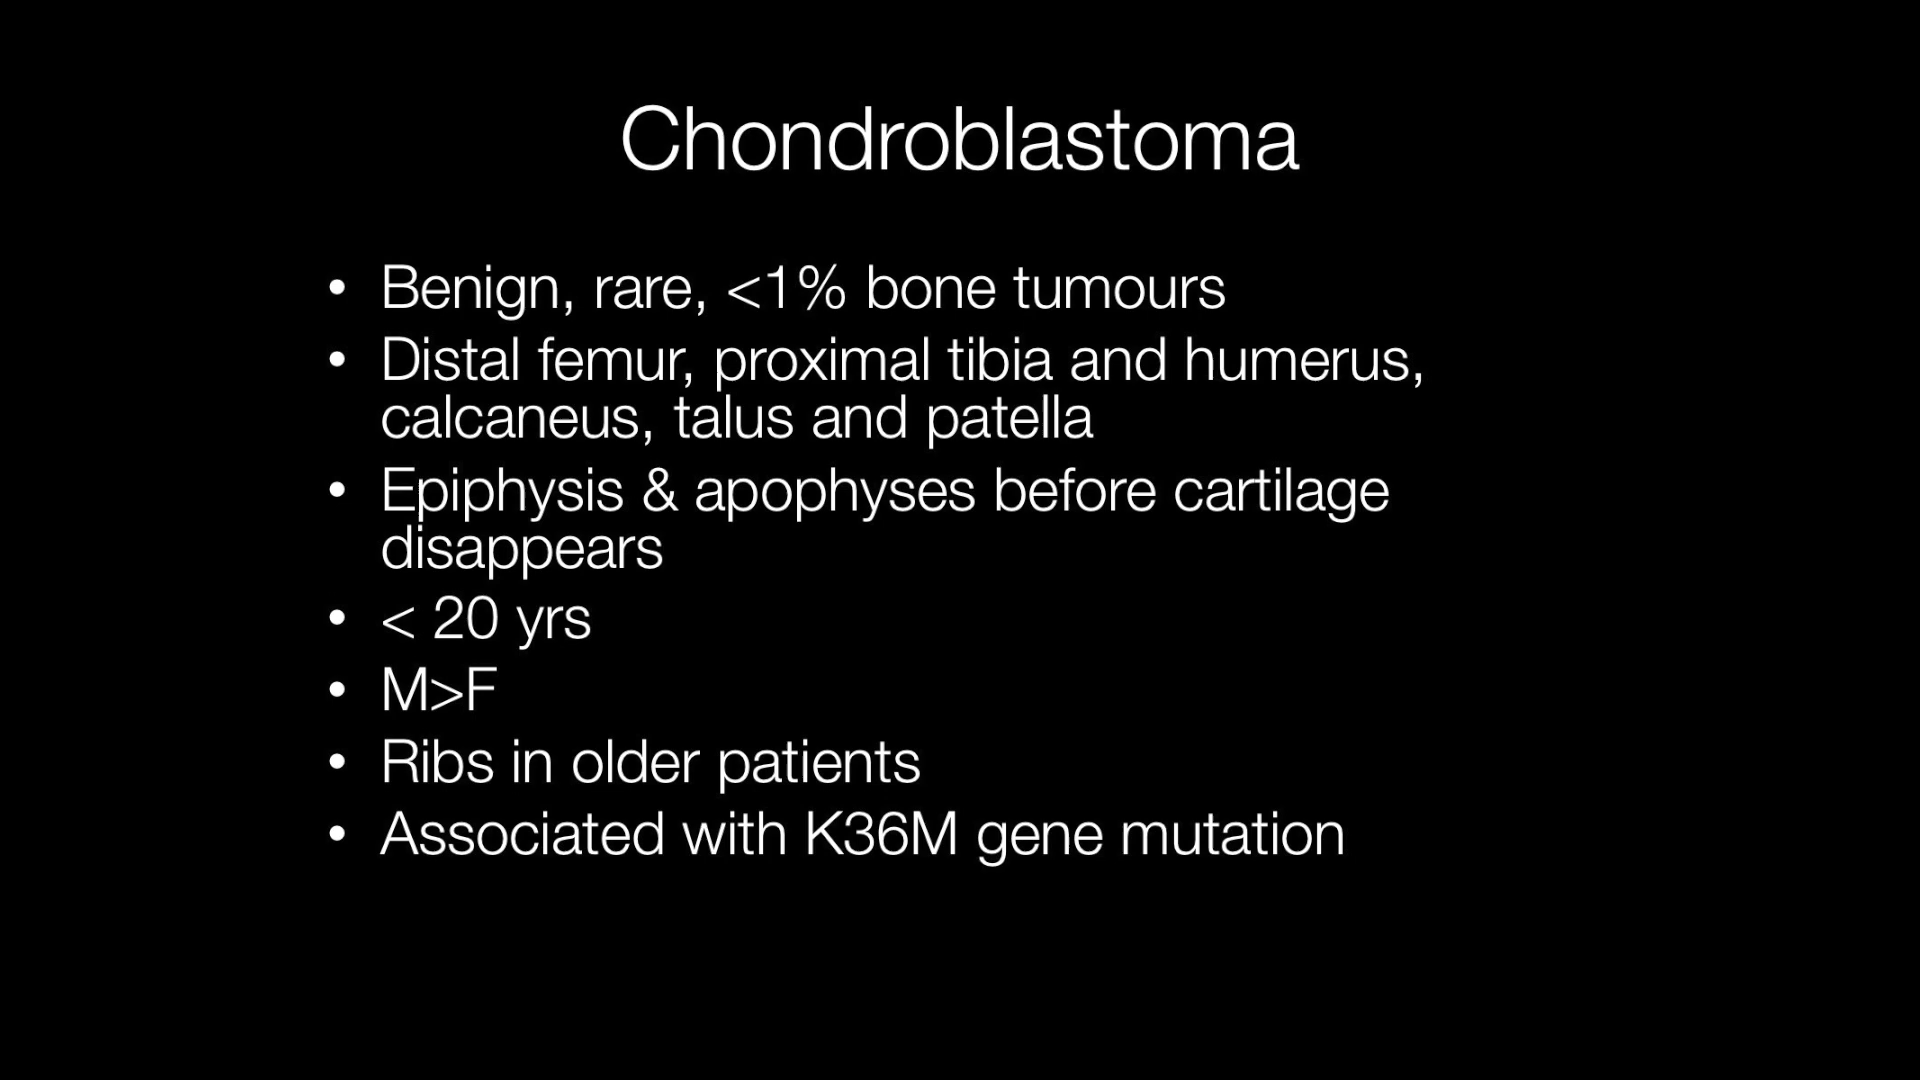 Chondroblastoma
• Benign, rare, <1% bone tumours
• Distal femur, proximal tibia and humerus,
calcaneus, talus and patella
• Epiphysis & apophyses before cartilage
disappears
• < 20 yrs
• M>F
• Ribs in older patients
• Associated with K36M gene mutation